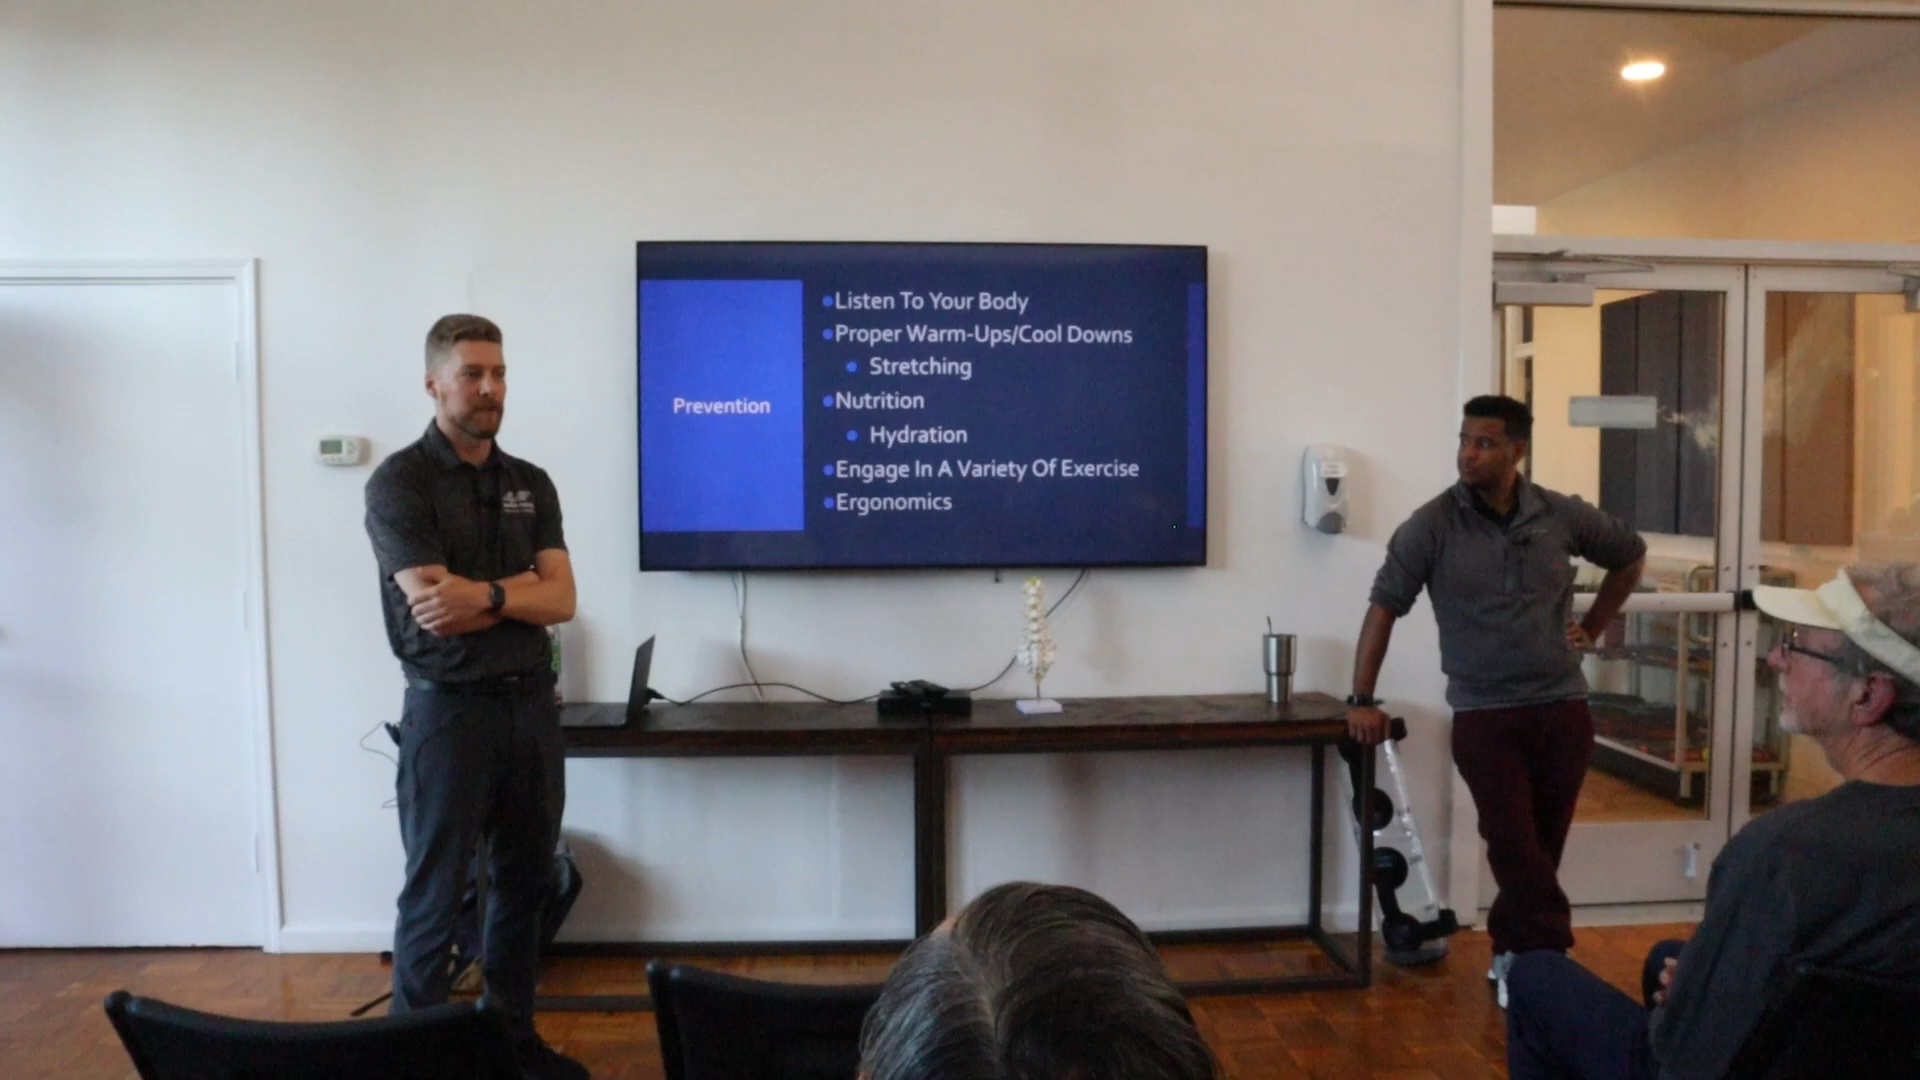 Prevention
Listen To Your Body
Proper Warm-Ups/Cool Downs
Stretching
Nutrition
Hydration
Engage In A Variety Of Exercise
Ergonomics